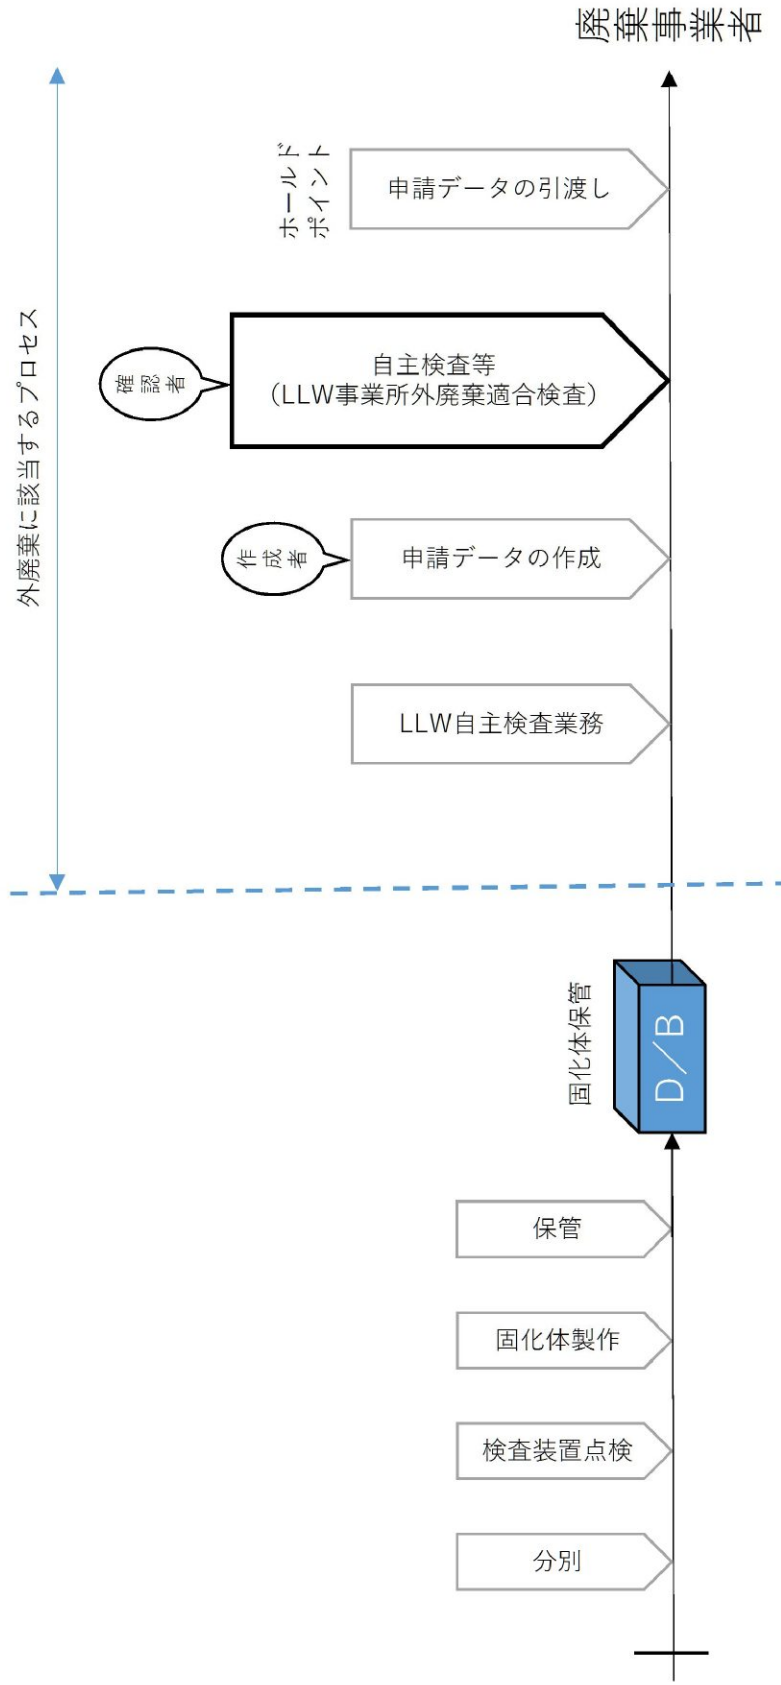 外廃棄に該当するプロセス
分別
検査装置点検
固化体製作
保管
固化体保管
D/B
LLW自主検査業務
作成者
申請データの作成
確認者
自主検査等
（LLW事業所外廃棄適合検査）
ホールド
ポイント
申請データの引渡し
廃棄事業者